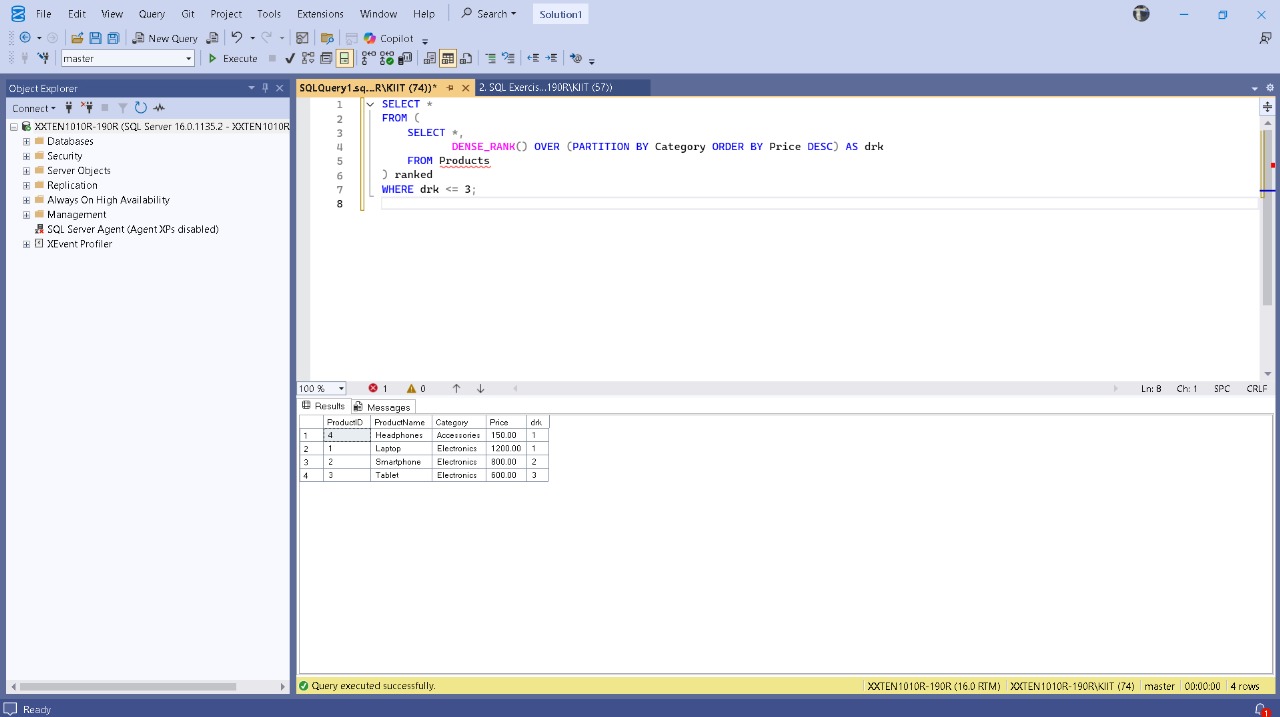 File Edit View Query Git Project Tools Extensions Window Help Search Solution1
New Query Copilot
master Execute
Object Explorer
SQLQuery1.sq...R\KIIT (74))* 2. SQL Exercis...190R\KIIT (57))
Connect
XXTEN1010R-190R (SQL Server 16.0.1135.2 - XXTEN1010R
Databases
Security
Server Objects
Replication
Always On High Availability
Management
SQL Server Agent (Agent XPs disabled)
XEvent Profiler
1 SELECT *
2 FROM (
3 SELECT *,
4 DENSE_RANK() OVER (PARTITION BY Category ORDER BY Price DESC) AS drk
5 FROM Products
6 ) ranked
7 WHERE drk <= 3;
8
100 % 1 0 Ln: 8 Ch: 1 SPC CRLF
Results Messages
ProductID ProductName Category Price drk
1 4 Headphones Accessories 150.00 1
2 1 Laptop Electronics 1200.00 1
3 2 Smartphone Electronics 800.00 2
4 3 Tablet Electronics 600.00 3
Query executed successfully. XXTEN1010R-190R (16.0 RTM) XXTEN1010R-190R\KIIT (74) master 00:00:00 4 rows
Ready 1